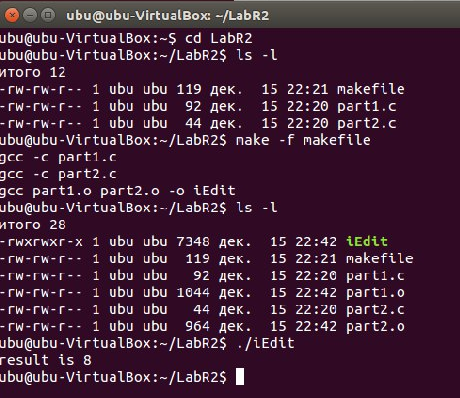 ubu@ubu-VirtualBox: ~/LabR2
ubu@ubu-VirtualBox:~$ cd LabR2
ubu@ubu-VirtualBox:~/LabR2$ ls -l
итого 12
-rw-rw-r-- 1 ubu ubu 119 дек.  15 22:21 makefile
-rw-rw-r-- 1 ubu ubu  92 дек.  15 22:20 part1.c
-rw-rw-r-- 1 ubu ubu  44 дек.  15 22:20 part2.c
ubu@ubu-VirtualBox:~/LabR2$ make -f makefile
gcc -c part1.c
gcc -c part2.c
gcc part1.o part2.o -o iEdit
ubu@ubu-VirtualBox:~/LabR2$ ls -l
итого 28
-rwxrwxr-x 1 ubu ubu 7348 дек.  15 22:42 iEdit
-rw-rw-r-- 1 ubu ubu  119 дек.  15 22:21 makefile
-rw-rw-r-- 1 ubu ubu   92 дек.  15 22:20 part1.c
-rw-rw-r-- 1 ubu ubu 1044 дек.  15 22:42 part1.o
-rw-rw-r-- 1 ubu ubu   44 дек.  15 22:20 part2.c
-rw-rw-r-- 1 ubu ubu  964 дек.  15 22:42 part2.o
ubu@ubu-VirtualBox:~/LabR2$ ./iEdit
result is 8
ubu@ubu-VirtualBox:~/LabR2$